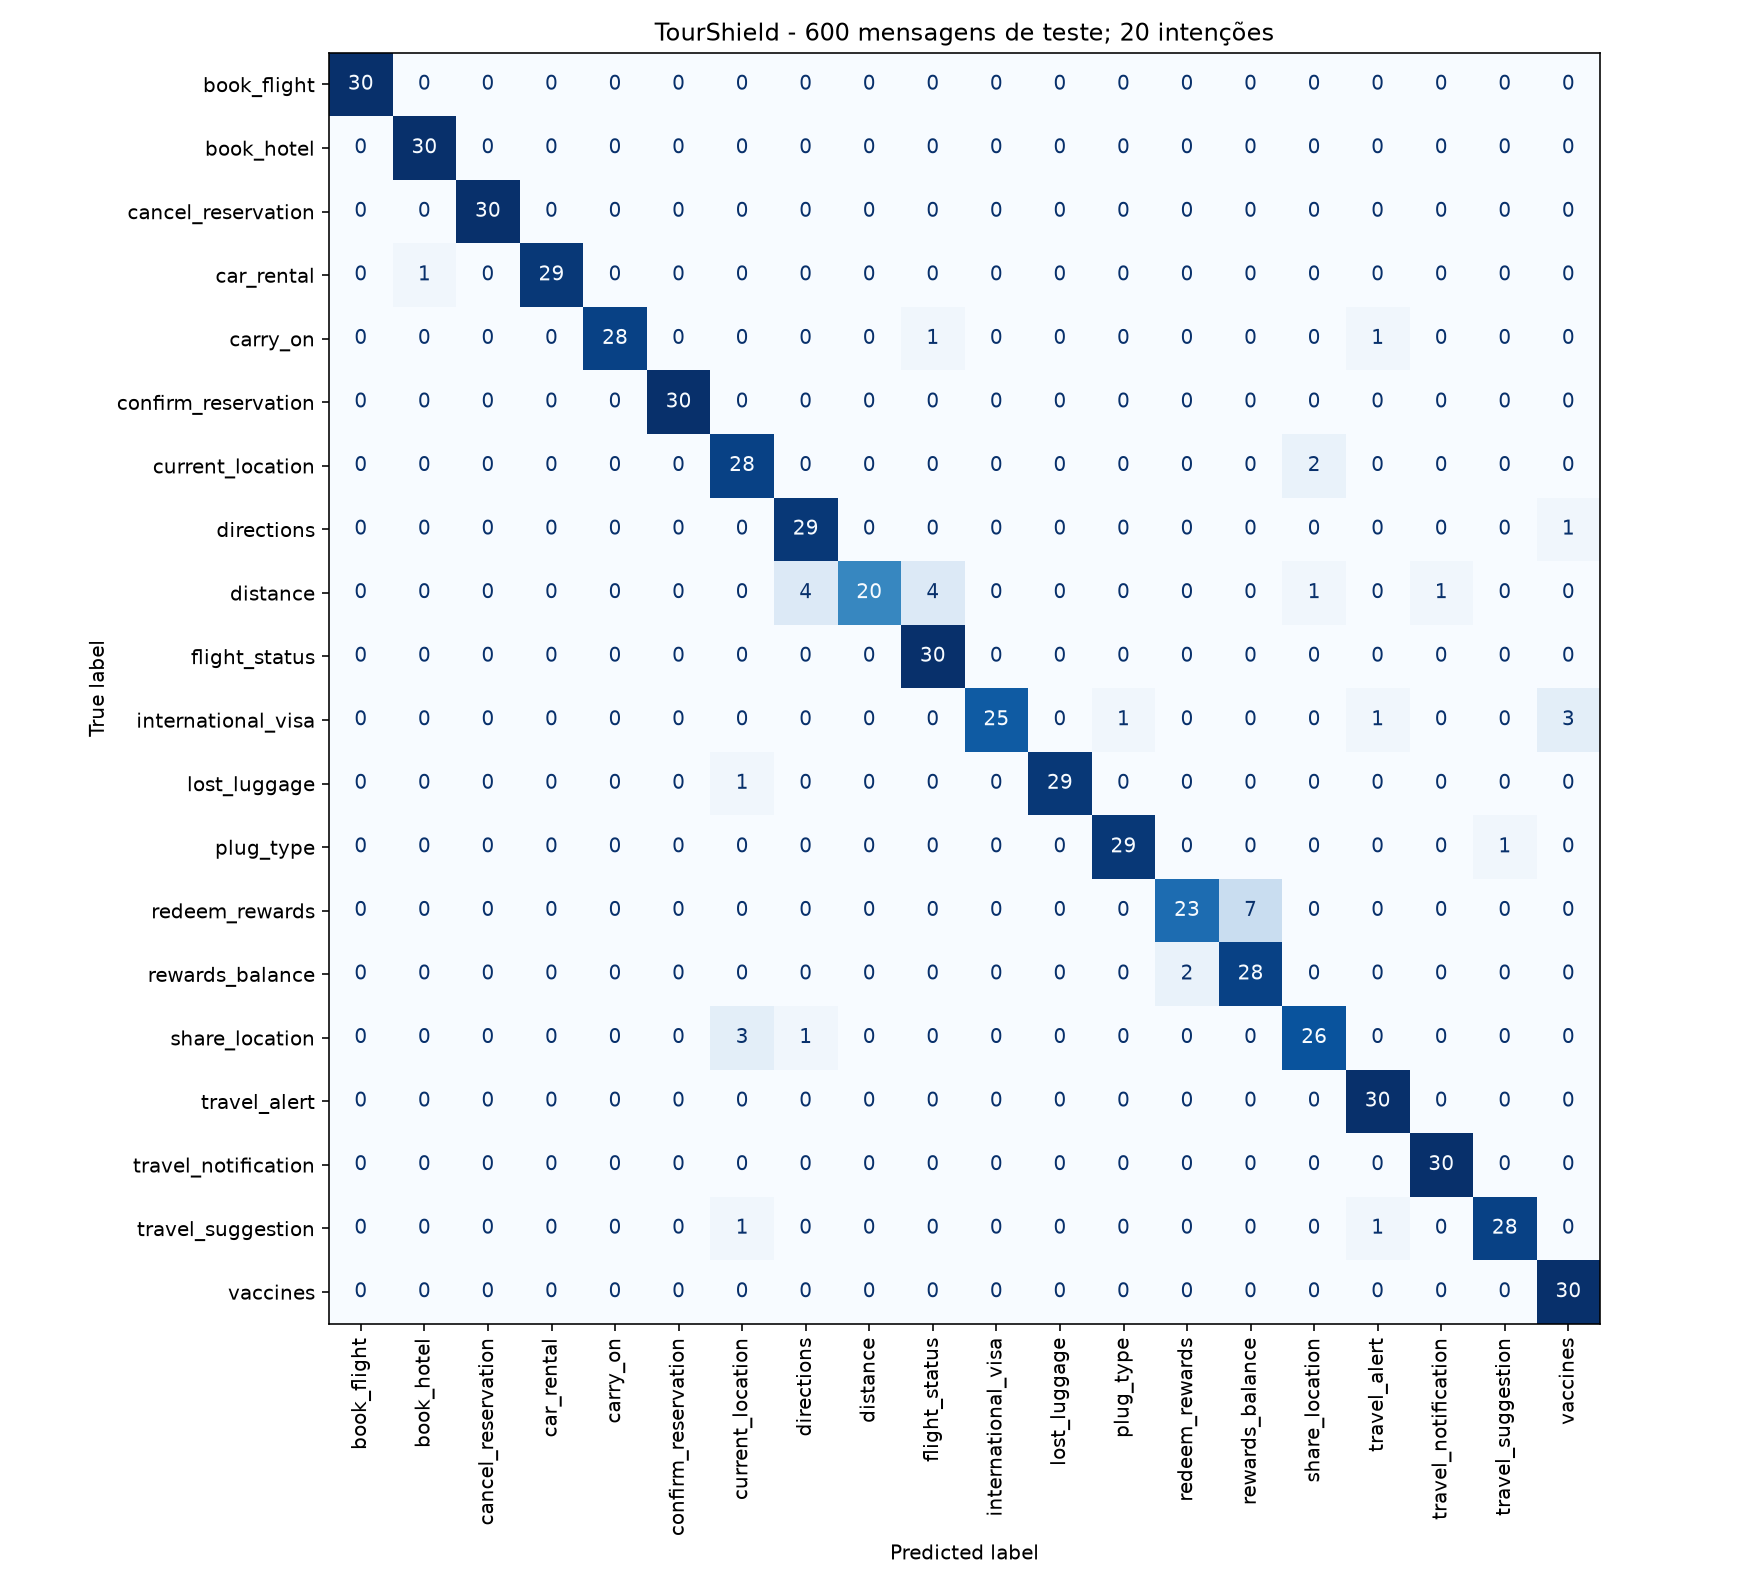 TourShield - 600 mensagens de teste; 20 intenções
book_flight 30 0 0 0 0 0 0 0 0 0 0 0 0 0 0 0 0 0 0 0
book_hotel 0 30 0 0 0 0 0 0 0 0 0 0 0 0 0 0 0 0 0 0
cancel_reservation 0 0 30 0 0 0 0 0 0 0 0 0 0 0 0 0 0 0 0 0
car_rental 0 1 0 29 0 0 0 0 0 0 0 0 0 0 0 0 0 0 0 0
carry_on 0 0 0 0 28 0 0 0 0 1 0 0 0 0 0 0 1 0 0 0
confirm_reservation 0 0 0 0 0 30 0 0 0 0 0 0 0 0 0 0 0 0 0 0
current_location 0 0 0 0 0 0 28 0 0 0 0 0 0 0 0 2 0 0 0 0
directions 0 0 0 0 0 0 0 29 0 0 0 0 0 0 0 0 0 0 0 1
distance 0 0 0 0 0 0 0 4 20 4 0 0 0 0 0 1 0 1 0 0
flight_status 0 0 0 0 0 0 0 0 0 30 0 0 0 0 0 0 0 0 0 0
True label
international_visa 0 0 0 0 0 0 0 0 0 0 25 0 1 0 0 0 1 0 0 3
lost_luggage 0 0 0 0 0 0 1 0 0 0 0 29 0 0 0 0 0 0 0 0
plug_type 0 0 0 0 0 0 0 0 0 0 0 0 29 0 0 0 0 0 1 0
redeem_rewards 0 0 0 0 0 0 0 0 0 0 0 0 0 23 7 0 0 0 0 0
rewards_balance 0 0 0 0 0 0 0 0 0 0 0 0 0 2 28 0 0 0 0 0
share_location 0 0 0 0 0 0 3 1 0 0 0 0 0 0 0 26 0 0 0 0
travel_alert 0 0 0 0 0 0 0 0 0 0 0 0 0 0 0 0 30 0 0 0
travel_notification 0 0 0 0 0 0 0 0 0 0 0 0 0 0 0 0 0 30 0 0
travel_suggestion 0 0 0 0 0 0 1 0 0 0 0 0 0 0 0 0 1 0 28 0
vaccines 0 0 0 0 0 0 0 0 0 0 0 0 0 0 0 0 0 0 0 30
book_flight
book_hotel
cancel_reservation
car_rental
carry_on
confirm_reservation
current_location
directions
distance
flight_status
international_visa
lost_luggage
plug_type
redeem_rewards
rewards_balance
share_location
travel_alert
travel_notification
travel_suggestion
vaccines
Predicted label